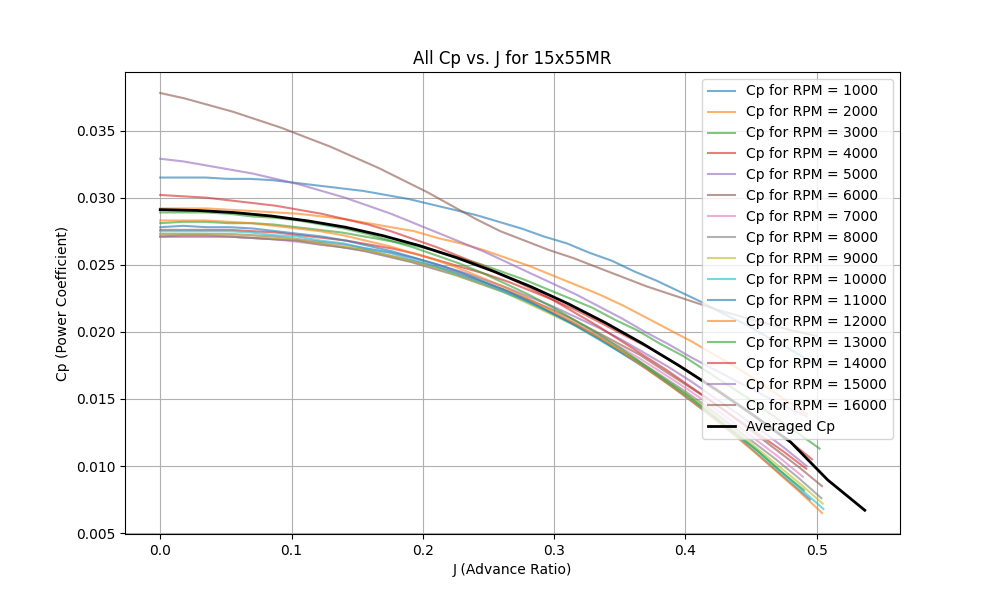 All Cp vs. J for 15x55MR
Cp (Power Coefficient)
0.035
0.030
0.025
0.020
0.015
0.010
0.005
0.0
0.1
0.2
0.3
0.4
0.5
J (Advance Ratio)
Cp for RPM = 1000
Cp for RPM = 2000
Cp for RPM = 3000
Cp for RPM = 4000
Cp for RPM = 5000
Cp for RPM = 6000
Cp for RPM = 7000
Cp for RPM = 8000
Cp for RPM = 9000
Cp for RPM = 10000
Cp for RPM = 11000
Cp for RPM = 12000
Cp for RPM = 13000
Cp for RPM = 14000
Cp for RPM = 15000
Cp for RPM = 16000
Averaged Cp